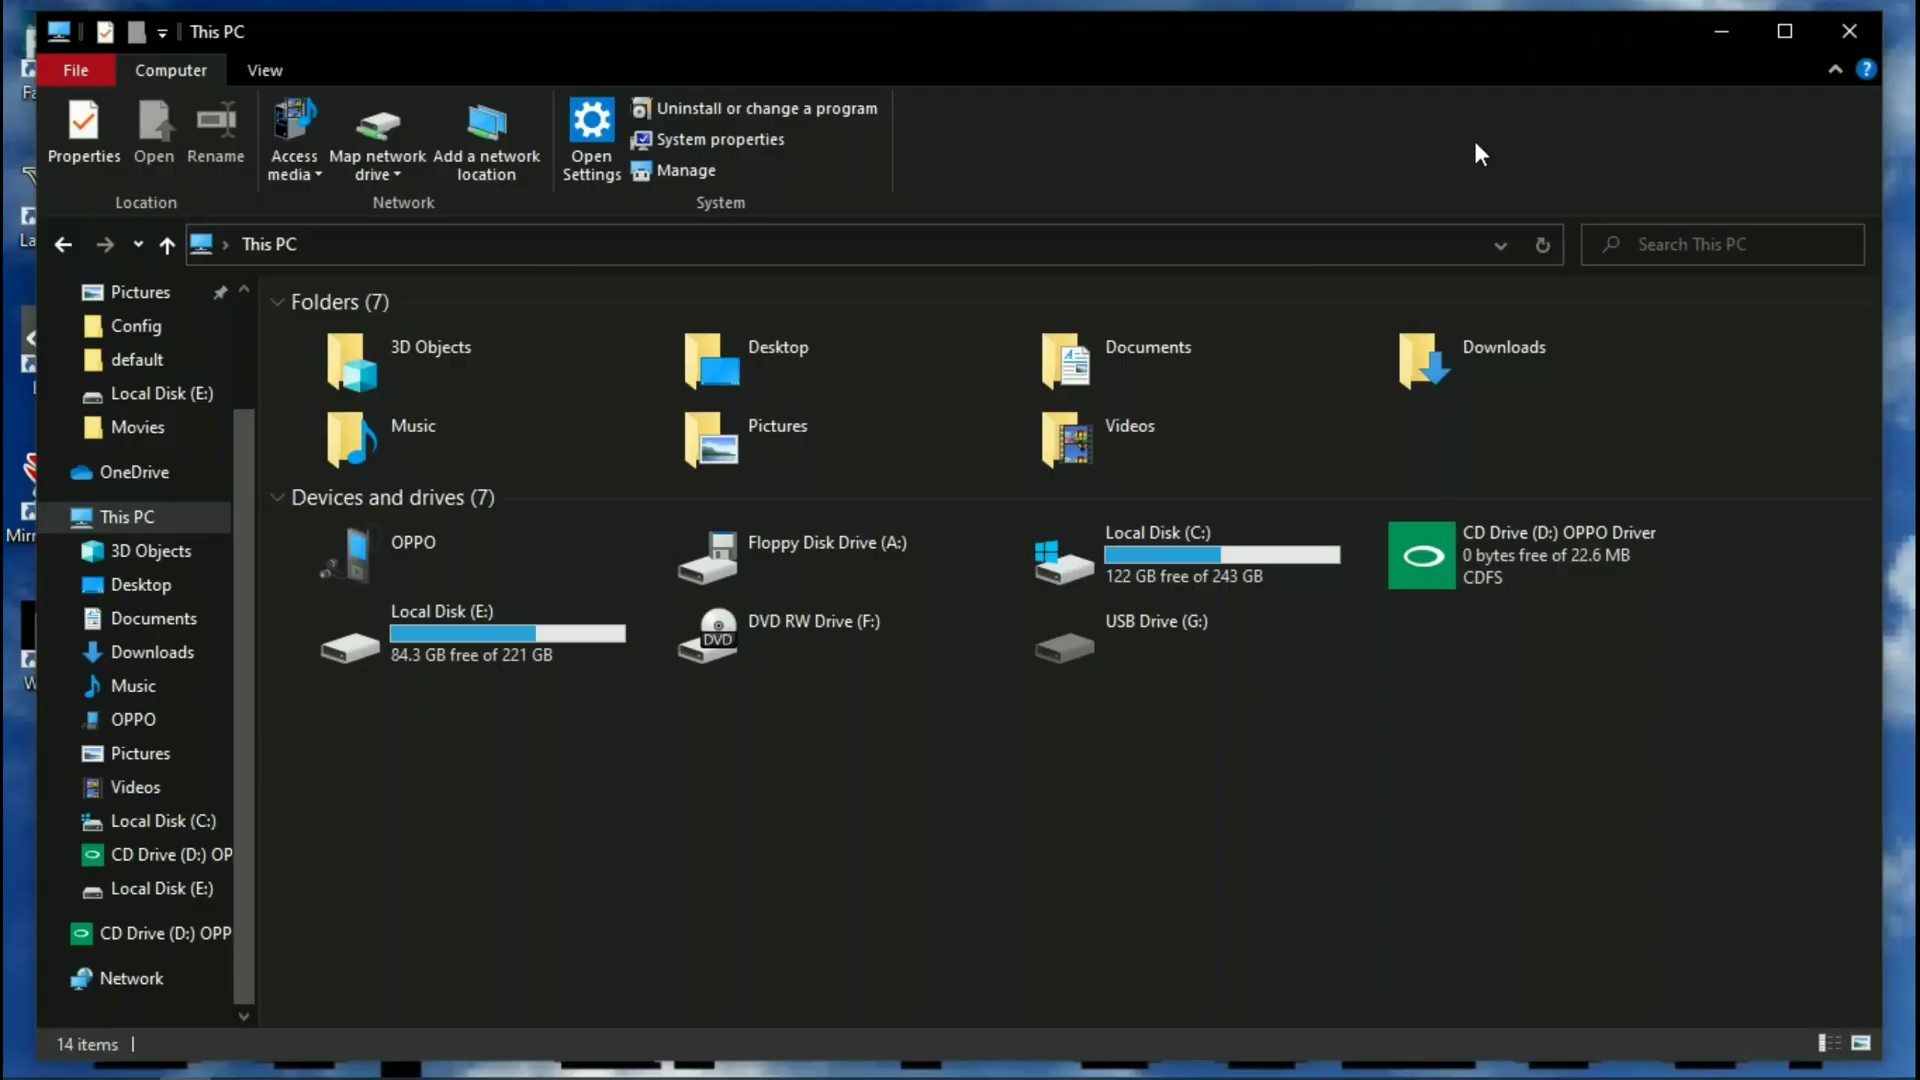 This PC
File
Computer
View
Properties
Open
Rename
Access media
Map network drive
Add a network location
Open Settings
Uninstall or change a program
System properties
Manage
Location
Network
System
This PC
Search This PC
Pictures
Config
default
Local Disk (E:)
Movies
OneDrive
This PC
3D Objects
Desktop
Documents
Downloads
Music
OPPO
Pictures
Videos
Local Disk (C:)
CD Drive (D:) OP
Local Disk (E:)
CD Drive (D:) OPP
Network
Folders (7)
3D Objects
Desktop
Documents
Downloads
Music
Pictures
Videos
Devices and drives (7)
OPPO
Floppy Disk Drive (A:)
Local Disk (C:)
122 GB free of 243 GB
CD Drive (D:) OPPO Driver
0 bytes free of 22.6 MB
CDFS
Local Disk (E:)
84.3 GB free of 221 GB
DVD
DVD RW Drive (F:)
USB Drive (G:)
14 items
Fa
La
Mirr
W